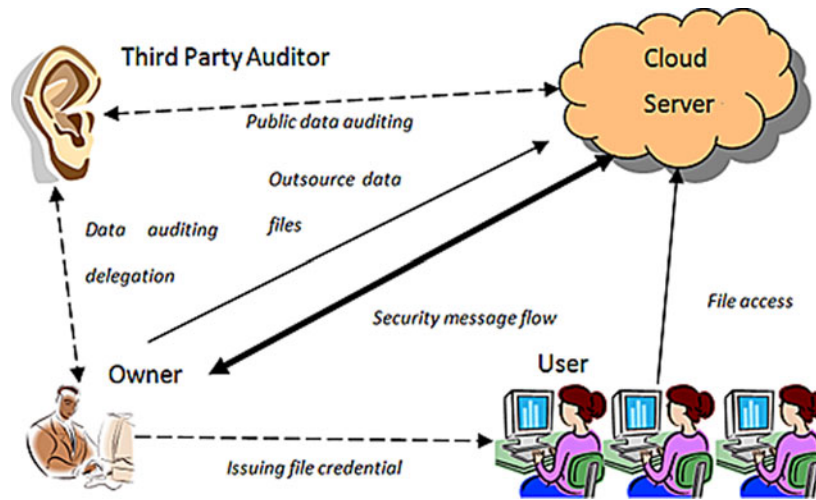 Third Party Auditor
Cloud
Server
Public data auditing
Outsource data
files
Data auditing
delegation
Security message flow
File access
Owner
User
Issuing file credential